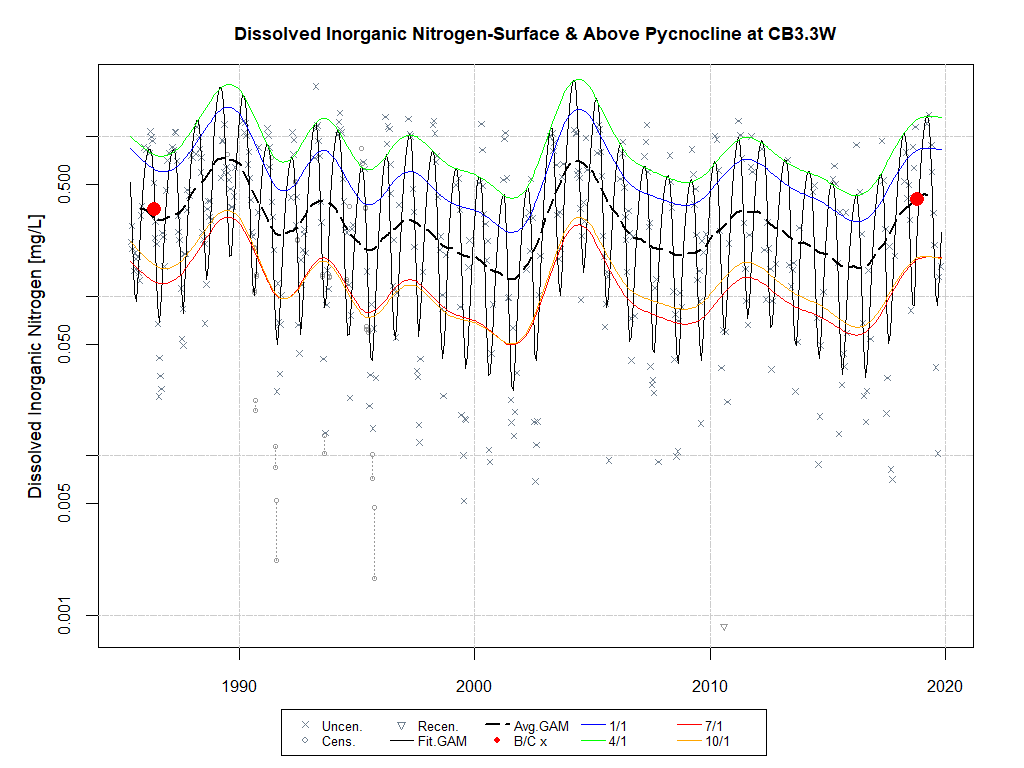 Dissolved Inorganic Nitrogen-Surface & Above Pycnocline at CB3.3W
Dissolved Inorganic Nitrogen [mg/L]
0.500
0.050
0.005
0.001
1990 2000 2010 2020
Uncen. Recen. Avg.GAM 1/1 7/1
Cens. Fit.GAM B/C x 4/1 10/1